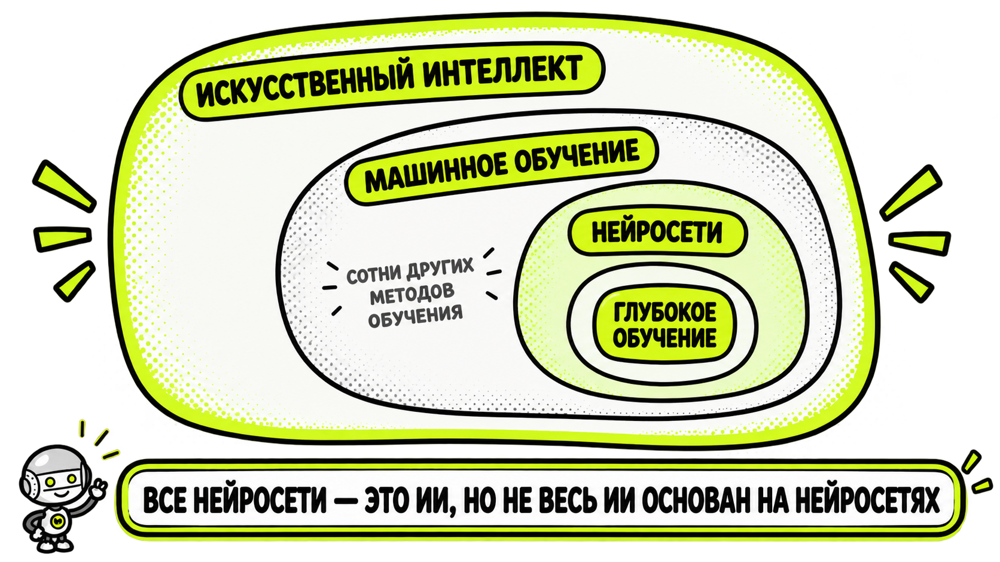 ИСКУССТВЕННЫЙ ИНТЕЛЛЕКТ
МАШИННОЕ ОБУЧЕНИЕ
НЕЙРОСЕТИ
СОТНИ ДРУГИХ
МЕТОДОВ
ОБУЧЕНИЯ
ГЛУБОКОЕ
ОБУЧЕНИЕ
ВСЕ НЕЙРОСЕТИ — ЭТО ИИ, НО НЕ ВЕСЬ ИИ ОСНОВАН НА НЕЙРОСЕТЯХ